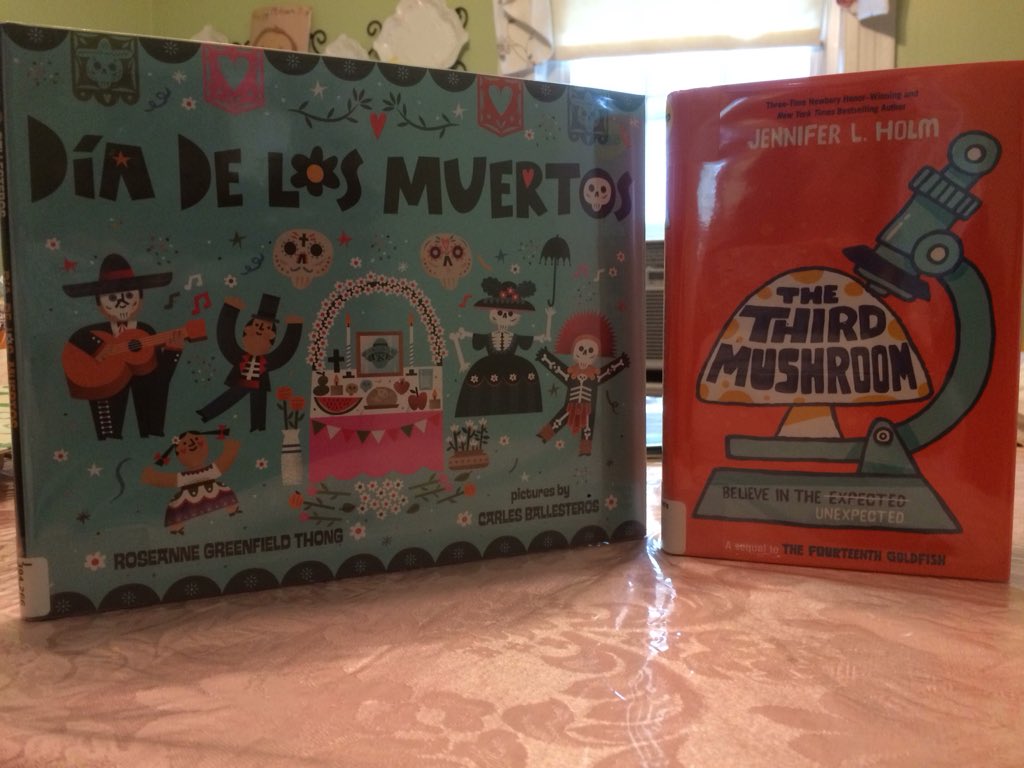 DÍA DE LOS MUERTOS
pictures by
CARLES BALLESTEROS
ROSEANNE GREENFIELD THONG
Three-Time Newbery Honor-Winning and
New York Times Bestselling Author
JENNIFER L. HOLM
THE
THIRD
MUSHROOM
BELIEVE IN THE EXPECTED
UNEXPECTED
A sequel to THE FOURTEENTH GOLDFISH